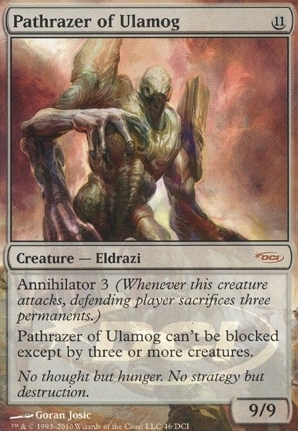 Pathrazer of Ulamog 11
Creature — Eldrazi
DCI
Annihilator 3 (Whenever this creature
attacks, defending player sacrifices three
permanents.)
Pathrazer of Ulamog can't be blocked
except by three or more creatures.
No thought but hunger. No strategy but
destruction.
Goran Josic
™ & © 1993-2010 Wizards of the Coast LLC 46 DCI
9/9